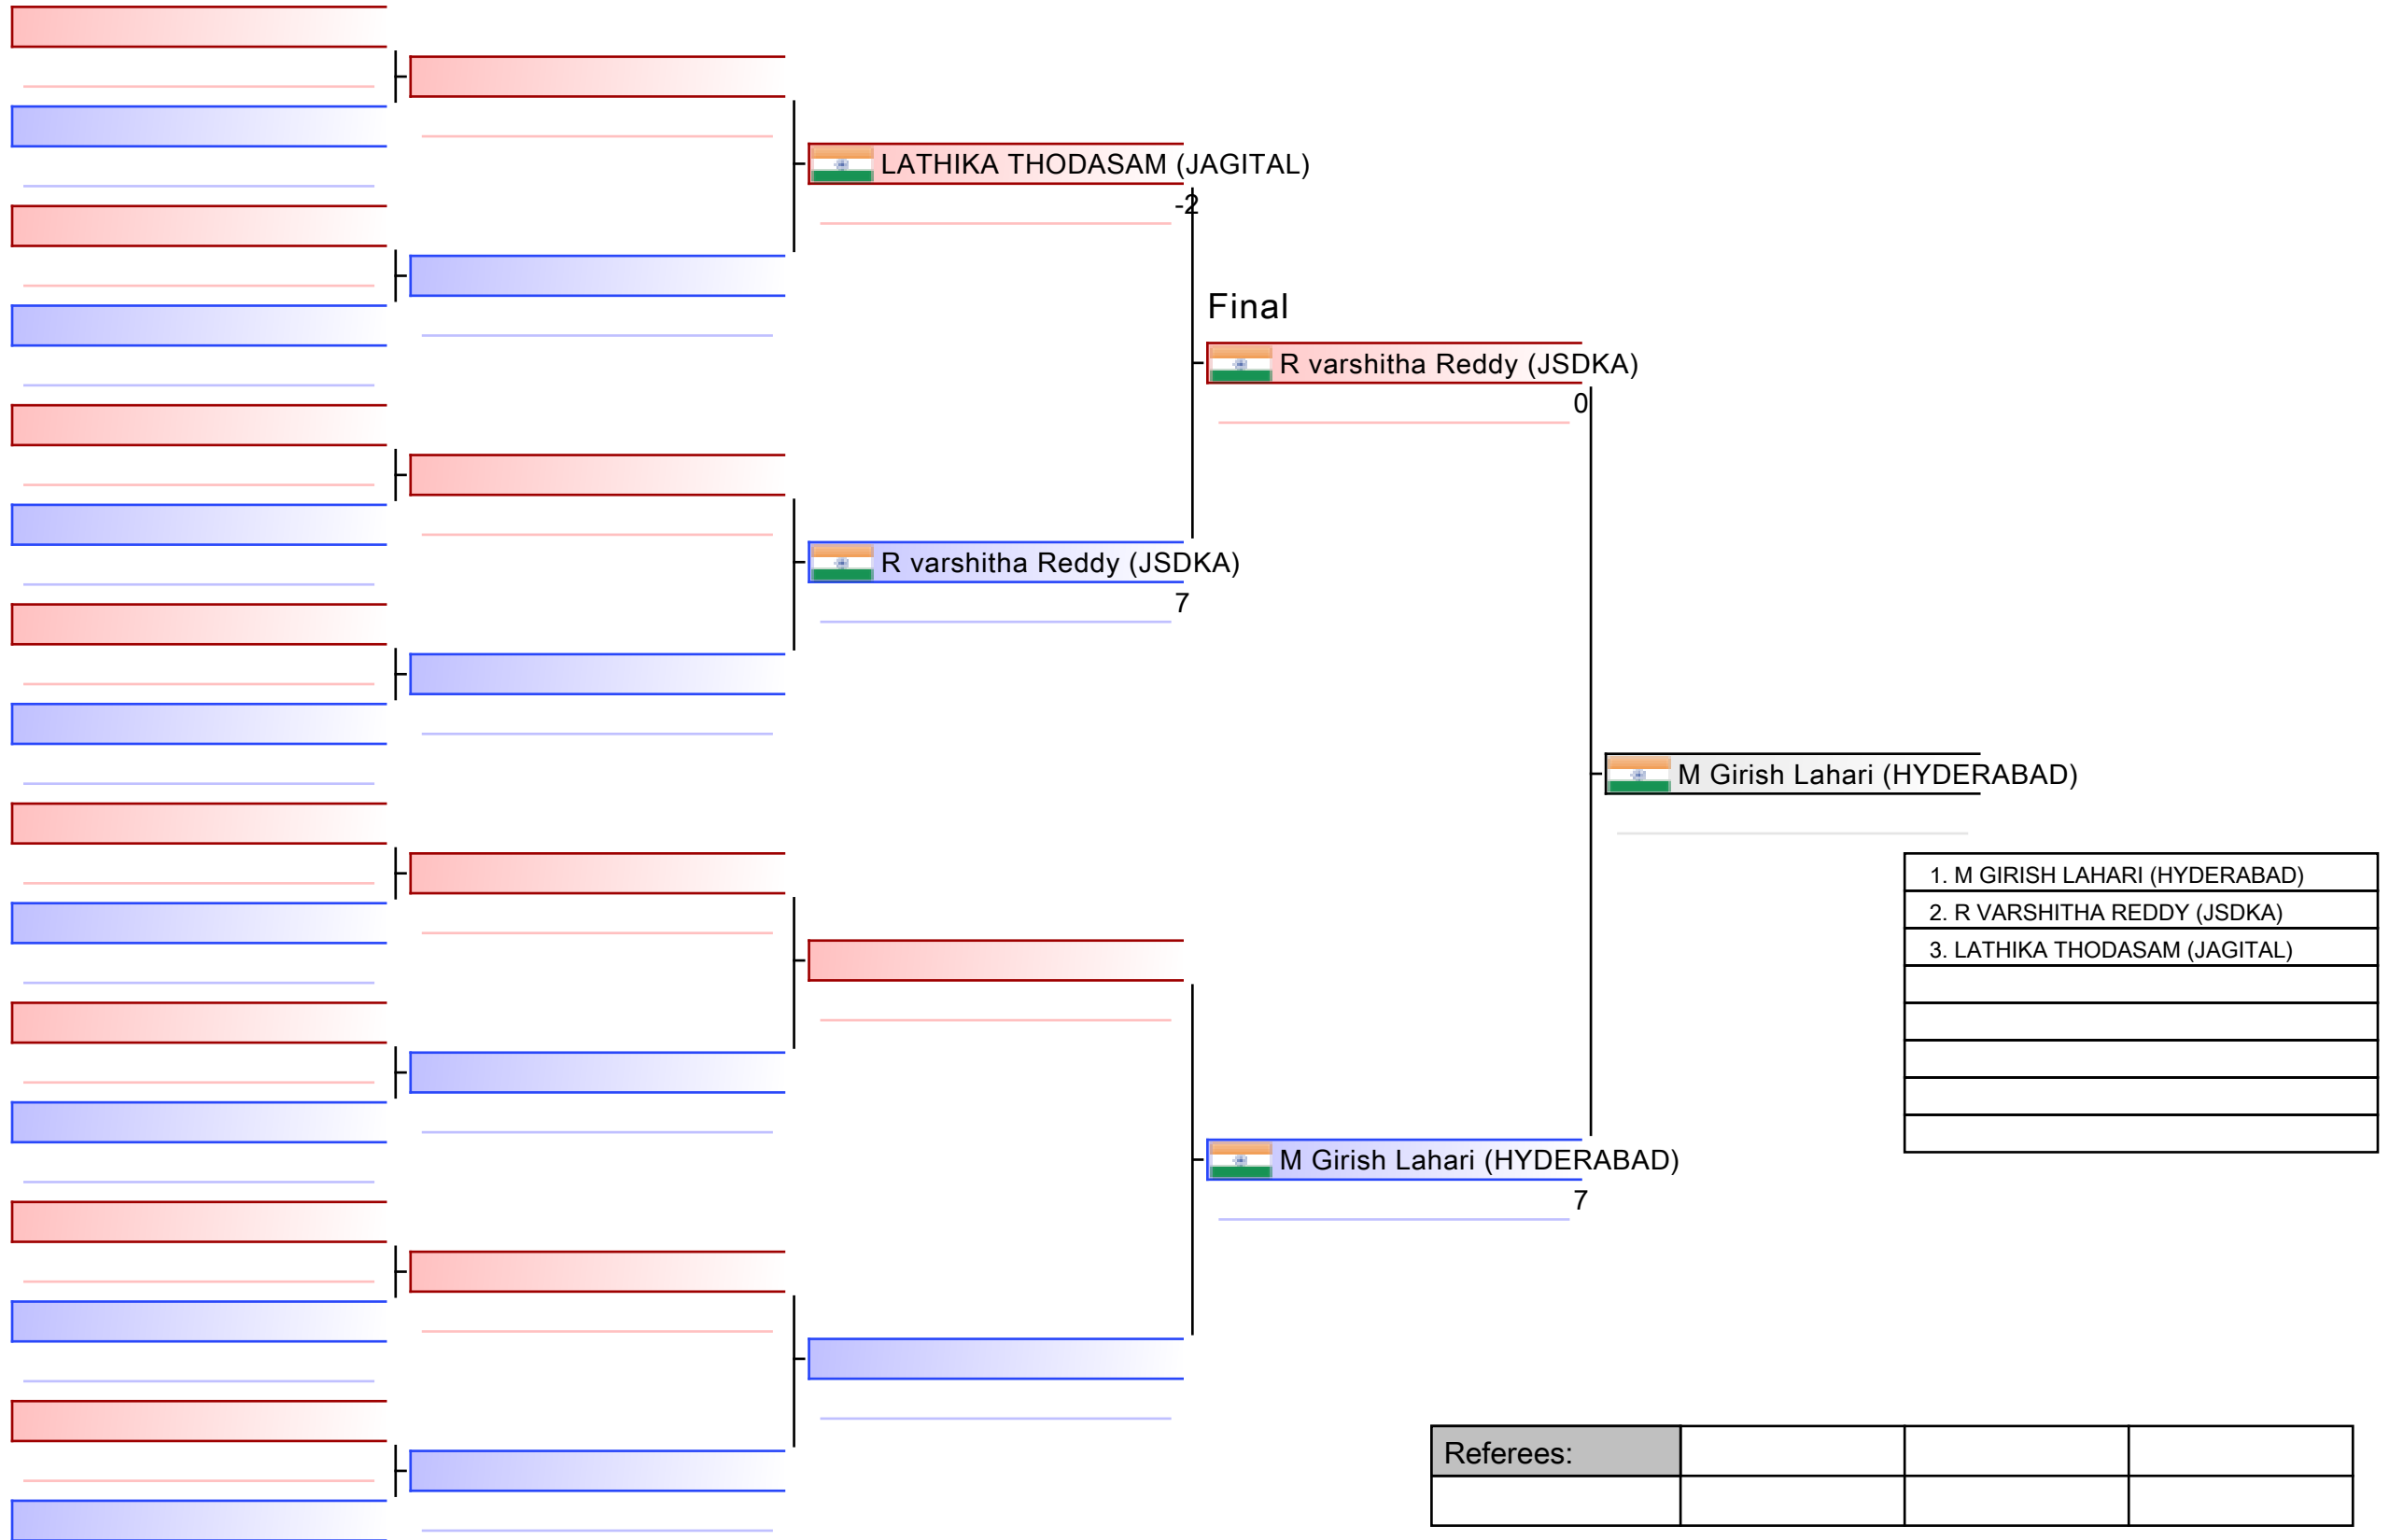 LATHIKA THODASAM (JAGITAL)
-2
Final
R varshitha Reddy (JSDKA)
0
R varshitha Reddy (JSDKA)
7
M Girish Lahari (HYDERABAD)
1. M GIRISH LAHARI (HYDERABAD)
2. R VARSHITHA REDDY (JSDKA)
3. LATHIKA THODASAM (JAGITAL)
M Girish Lahari (HYDERABAD)
7
Referees: